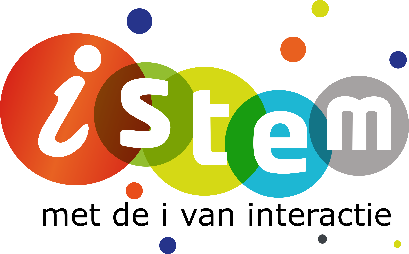 iStem
met de i van interactie